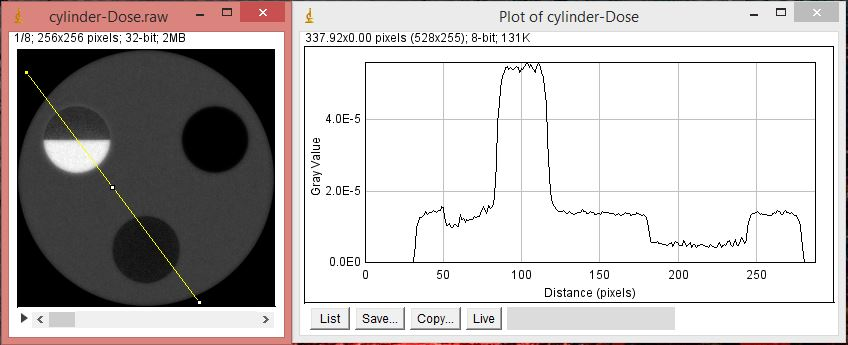 cylinder-Dose.raw
1/8; 256x256 pixels; 32-bit; 2MB
Plot of cylinder-Dose
337.92x0.00 pixels (528x255); 8-bit; 131K
4.0E-5
2.0E-5
0.0E0
Gray Value
0 50 100 150 200 250
Distance (pixels)
List Save... Copy... Live